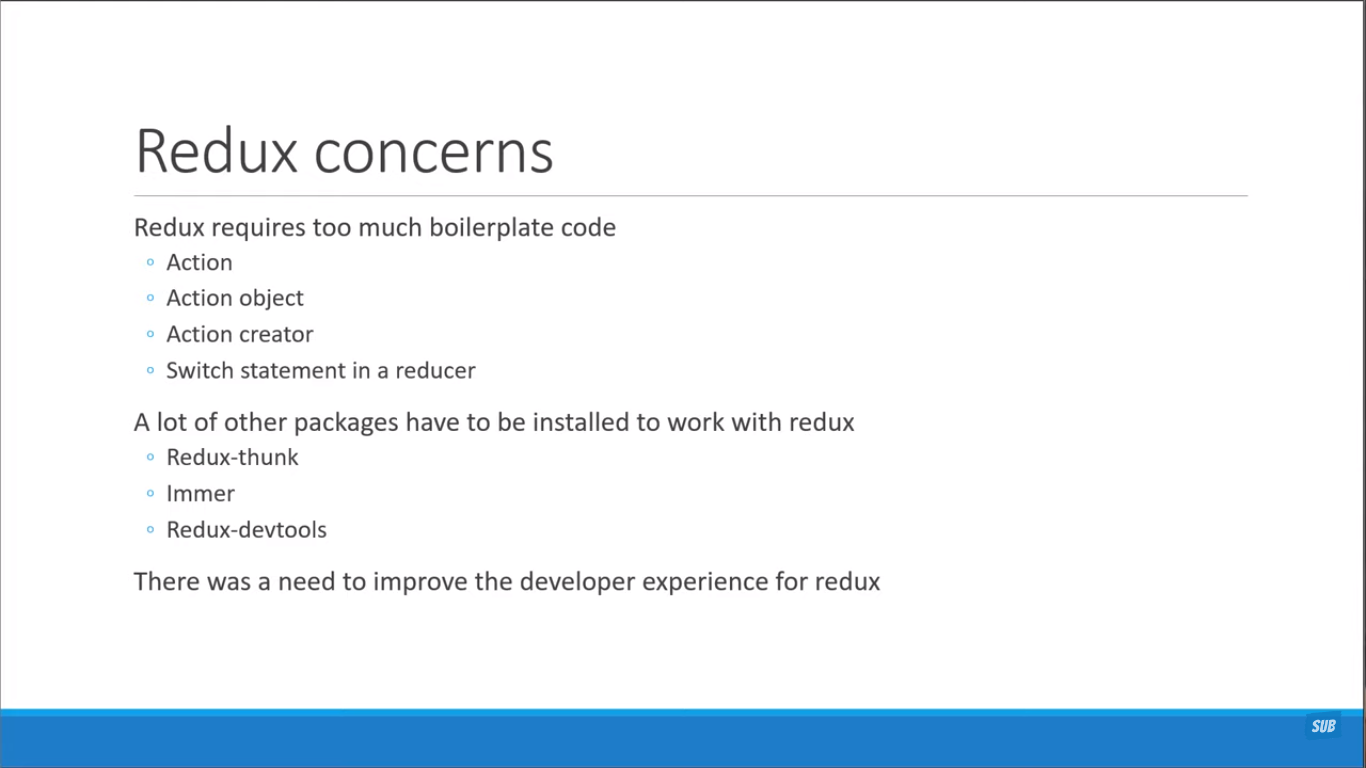 Redux concerns
Redux requires too much boilerplate code
Action
Action object
Action creator
Switch statement in a reducer
A lot of other packages have to be installed to work with redux
Redux-thunk
Immer
Redux-devtools
There was a need to improve the developer experience for redux
SUB